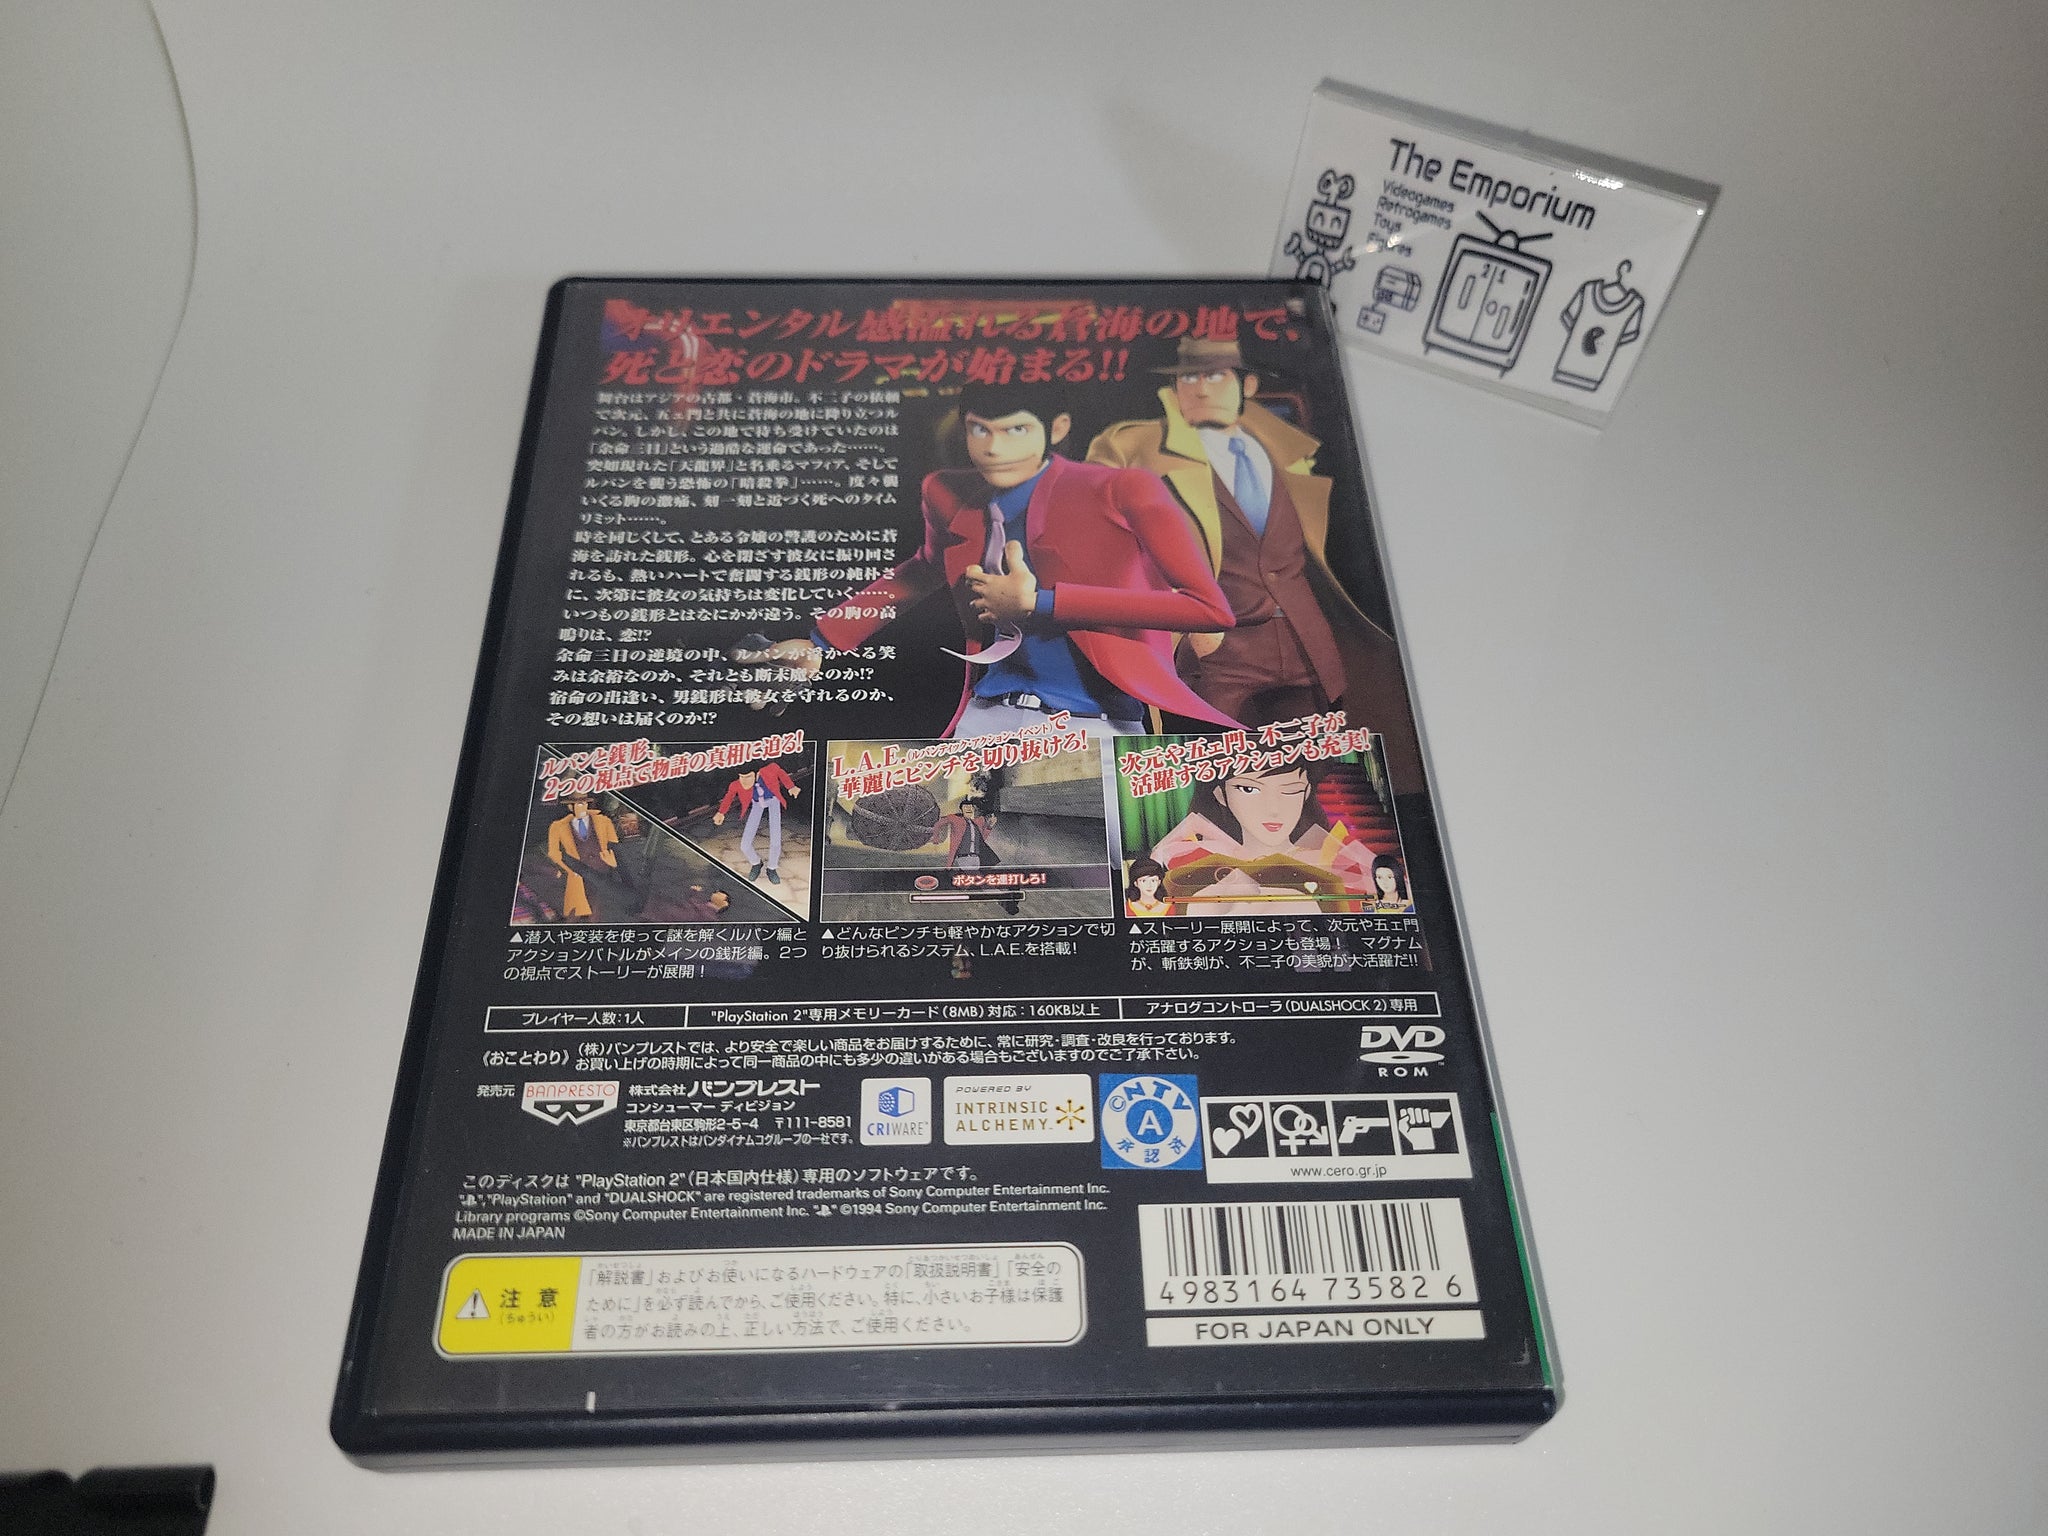 The Emporium
Videogames
Retrogames
Toys
Figures
オリエンタル感溢れる蒼海の地で、
死と恋のドラマが始まる!!
舞台はアジアの古都・蒼海市。不二子の依頼
で次元、五ェ門と共に蒼海の地に降り立つル
パン。しかし、この地で待ち受けていたのは
「余命三日」という過酷な運命であった……。
突如現れた「天龍界」と名乗るマフィア、そして
ルパンを襲う恐怖の「暗殺拳」……。度々襲
いくる胸の激痛、刻一刻と近づく死へのタイム
リミット……。
時を同じくして、とある令嬢の警護のために蒼
海を訪れた銭形。心を閉ざす彼女に振り回さ
れるも、熱いハートで奮闘する銭形の純朴さ
に、次第に彼女の気持ちは変化していく……。
いつもの銭形とはなにかが違う。その胸の高
鳴りは、恋!?
余命三日の逆境の中、ルパンが浮かべる笑
みは余裕なのか、それとも断末魔なのか!?
宿命の出逢い、男銭形は彼女を守れるのか、
その想いは届くのか!?
ルパンと銭形、
2つの視点で物語の真相に迫る!
L.A.E.(ルパンティック・アクション・イベント)で
華麗にピンチを切り抜けろ!
次元や五ェ門、不二子が
活躍するアクションも充実!
ボタンを連打しろ!
メニュー
▲潜入や変装を使って謎を解くルパン編と
アクションバトルがメインの銭形編。2つ
の視点でストーリーが展開!
▲どんなピンチも軽やかなアクションで切
り抜けられるシステム、L.A.E.を搭載!
▲ストーリー展開によって、次元や五ェ門
が活躍するアクションも登場! マグナム
が、斬鉄剣が、不二子の美貌が大活躍だ!!
プレイヤー人数:1人
"PlayStation 2"専用メモリーカード(8MB)対応:160KB以上
アナログコントローラ(DUALSHOCK 2)専用
《おことわり》
(株)バンプレストでは、より安全で楽しい商品をお届けするために、常に研究・調査・改良を行っております。
お買い上げの時期によって同一商品の中にも多少の違いがある場合もございますのでご了承下さい。
DVD
ROM
発売元
BANPRESTO
株式会社バンプレスト
コンシューマー ディビジョン
東京都台東区駒形2-5-4 〒111-8581
※バンプレストはバンダイナムコグループの一社です。
CRIWARE™
POWERED BY
INTRINSIC
ALCHEMY™
©NTV
A
承認済
www.cero.gr.jp
このディスクは "PlayStation 2"(日本国内仕様)専用のソフトウェアです。
"PlayStation" and "DUALSHOCK" are registered trademarks of Sony Computer Entertainment Inc.
Library programs ©Sony Computer Entertainment Inc. ©1994 Sony Computer Entertainment Inc.
MADE IN JAPAN
注意
(ちゅうい)
「解説書」およびお使いになるハードウェアの「取扱説明書」「安全の
ために」を必ず読んでから、ご使用ください。特に、小さいお子様は保護
者の方がお読みの上、正しい方法で、ご使用ください。
4983164 735826
FOR JAPAN ONLY